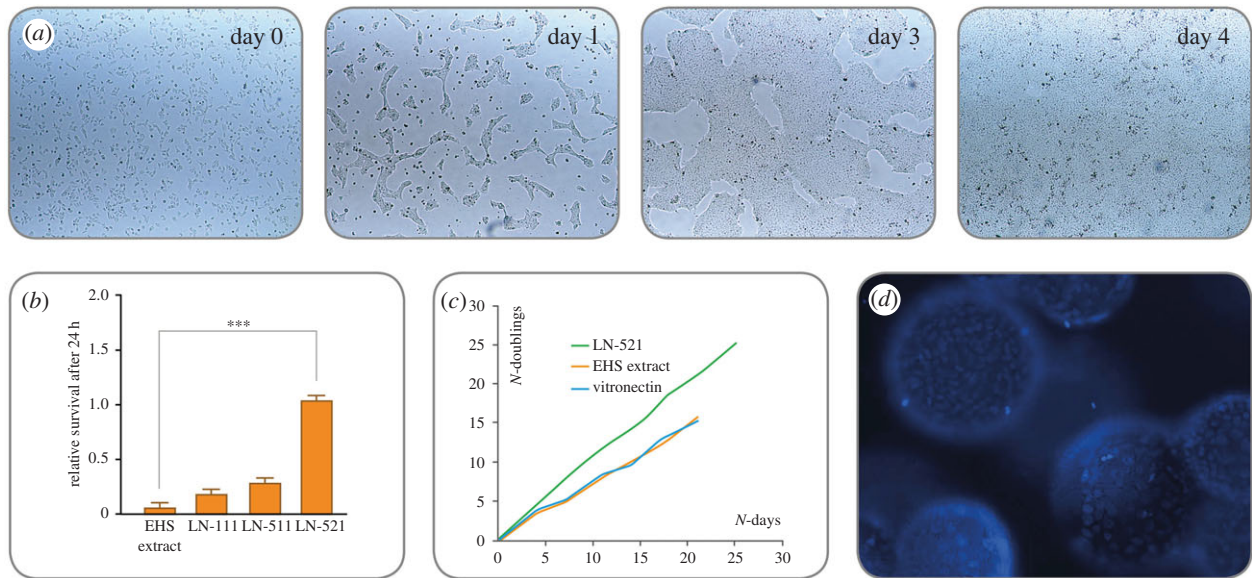 (a)
day 0
day 1
day 3
day 4
(b)
relative survival after 24 h
2.0
1.5
1.0
0.5
0
***
EHS
extract
LN-111
LN-511
LN-521
(c)
N-doublings
30
25
20
15
10
5
0
LN-521
EHS extract
vitronectin
N-days
0
5
10
15
20
25
30
(d)